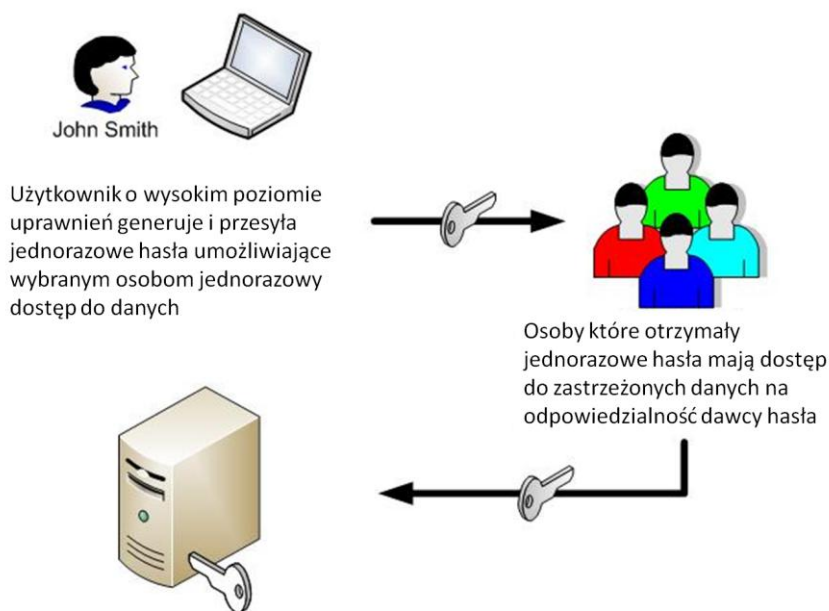 John Smith
Użytkownik o wysokim poziomie
uprawnień generuje i przesyła
jednorazowe hasła umożliwiające
wybranym osobom jednorazowy
dostęp do danych
Osoby które otrzymały
jednorazowe hasła mają dostęp
do zastrzeżonych danych na
odpowiedzialność dawcy hasła